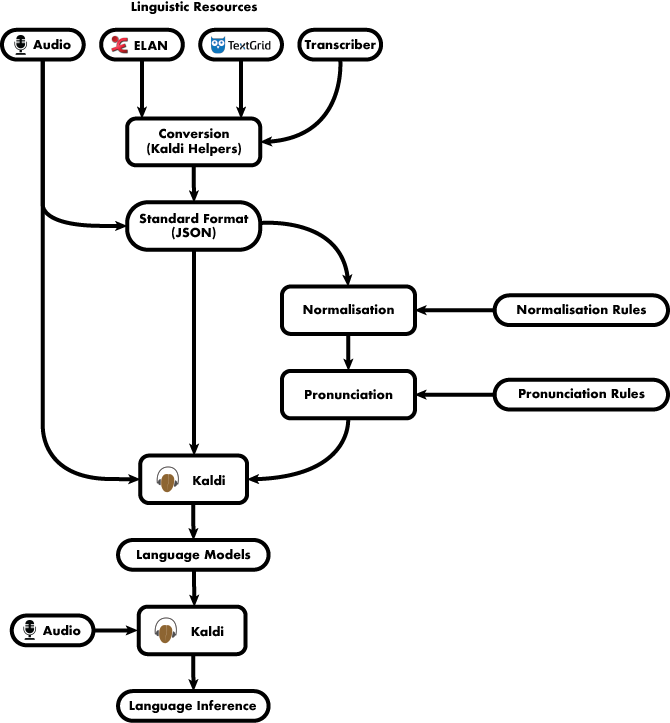 Linguistic Resources
Audio
ELAN
TextGrid
Transcriber
Conversion
(Kaldi Helpers)
Standard Format
(JSON)
Normalisation
Normalisation Rules
Pronunciation
Pronunciation Rules
Kaldi
Language Models
Audio
Kaldi
Language Inference